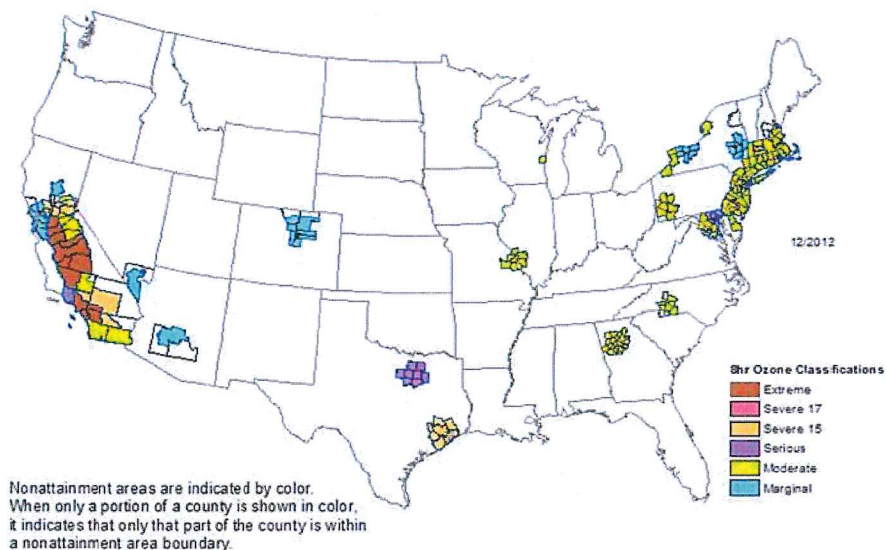 12/2012
8hr Ozone Classifications
Extreme
Severe 17
Severe 15
Serious
Moderate
Marginal
Nonattainment areas are indicated by color.
When only a portion of a county is shown in color,
it indicates that only that part of the county is within
a nonattainment area boundary.